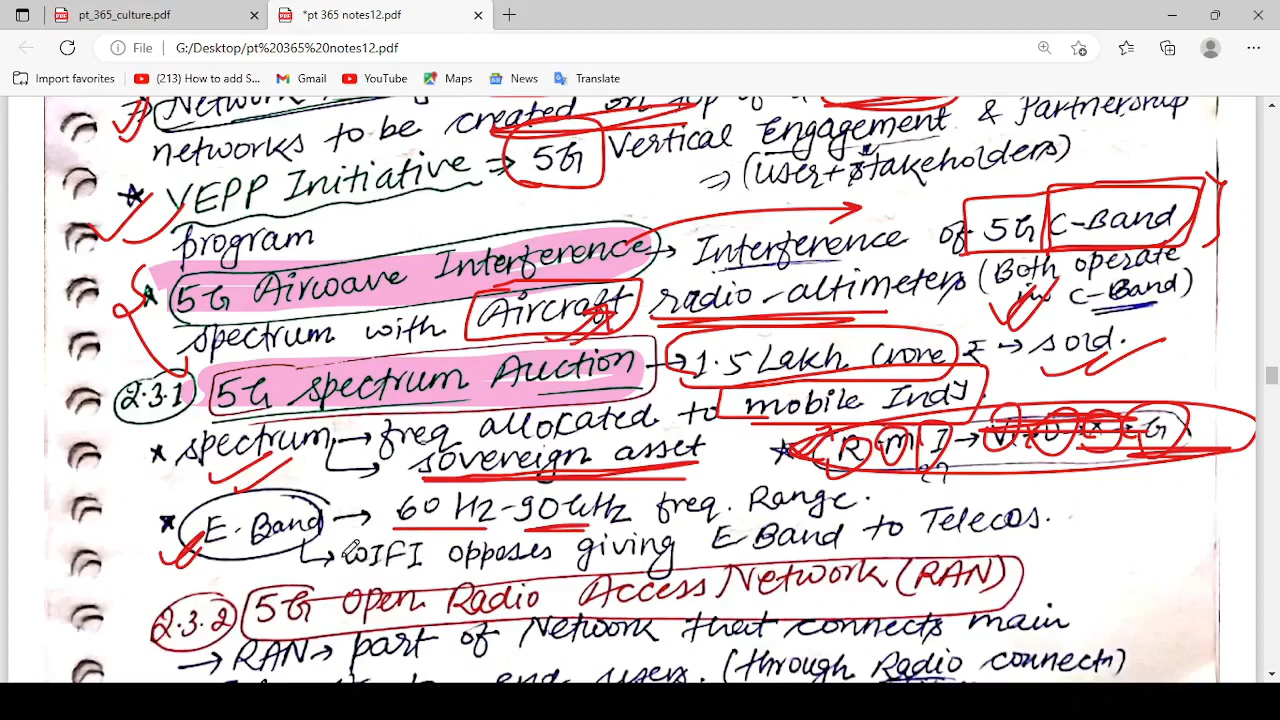 pt_365_culture.pdf
*pt 365 notes12.pdf
File
G:/Desktop/pt%20365%20notes12.pdf
Import favorites
(213) How to add S...
Gmail
YouTube
Maps
News
Translate
Network
created on top of a
networks to be
VEPP Initiative ⇒ 5G Vertical Engagement & Partnership
program
⇒ (user + stakeholders)
5G Airwave Interference → Interference of 5G C-Band
spectrum with Aircraft radio-altimeters (Both operate
in C-Band)
2.3.1 5G spectrum Auction → 1.5 Lakh Crore ₹ → sold.
* spectrum → freq allocated to mobile Indy
→ sovereign asset
* (R M I →
* E-Band → 60 Hz-90GHz freq. Range.
→ WIFI opposes giving E Band to Telecos.
2.3.2 5G Open Radio Access Network (RAN)
→ RAN → part of Network that connects main
end users. (through Radio connects)